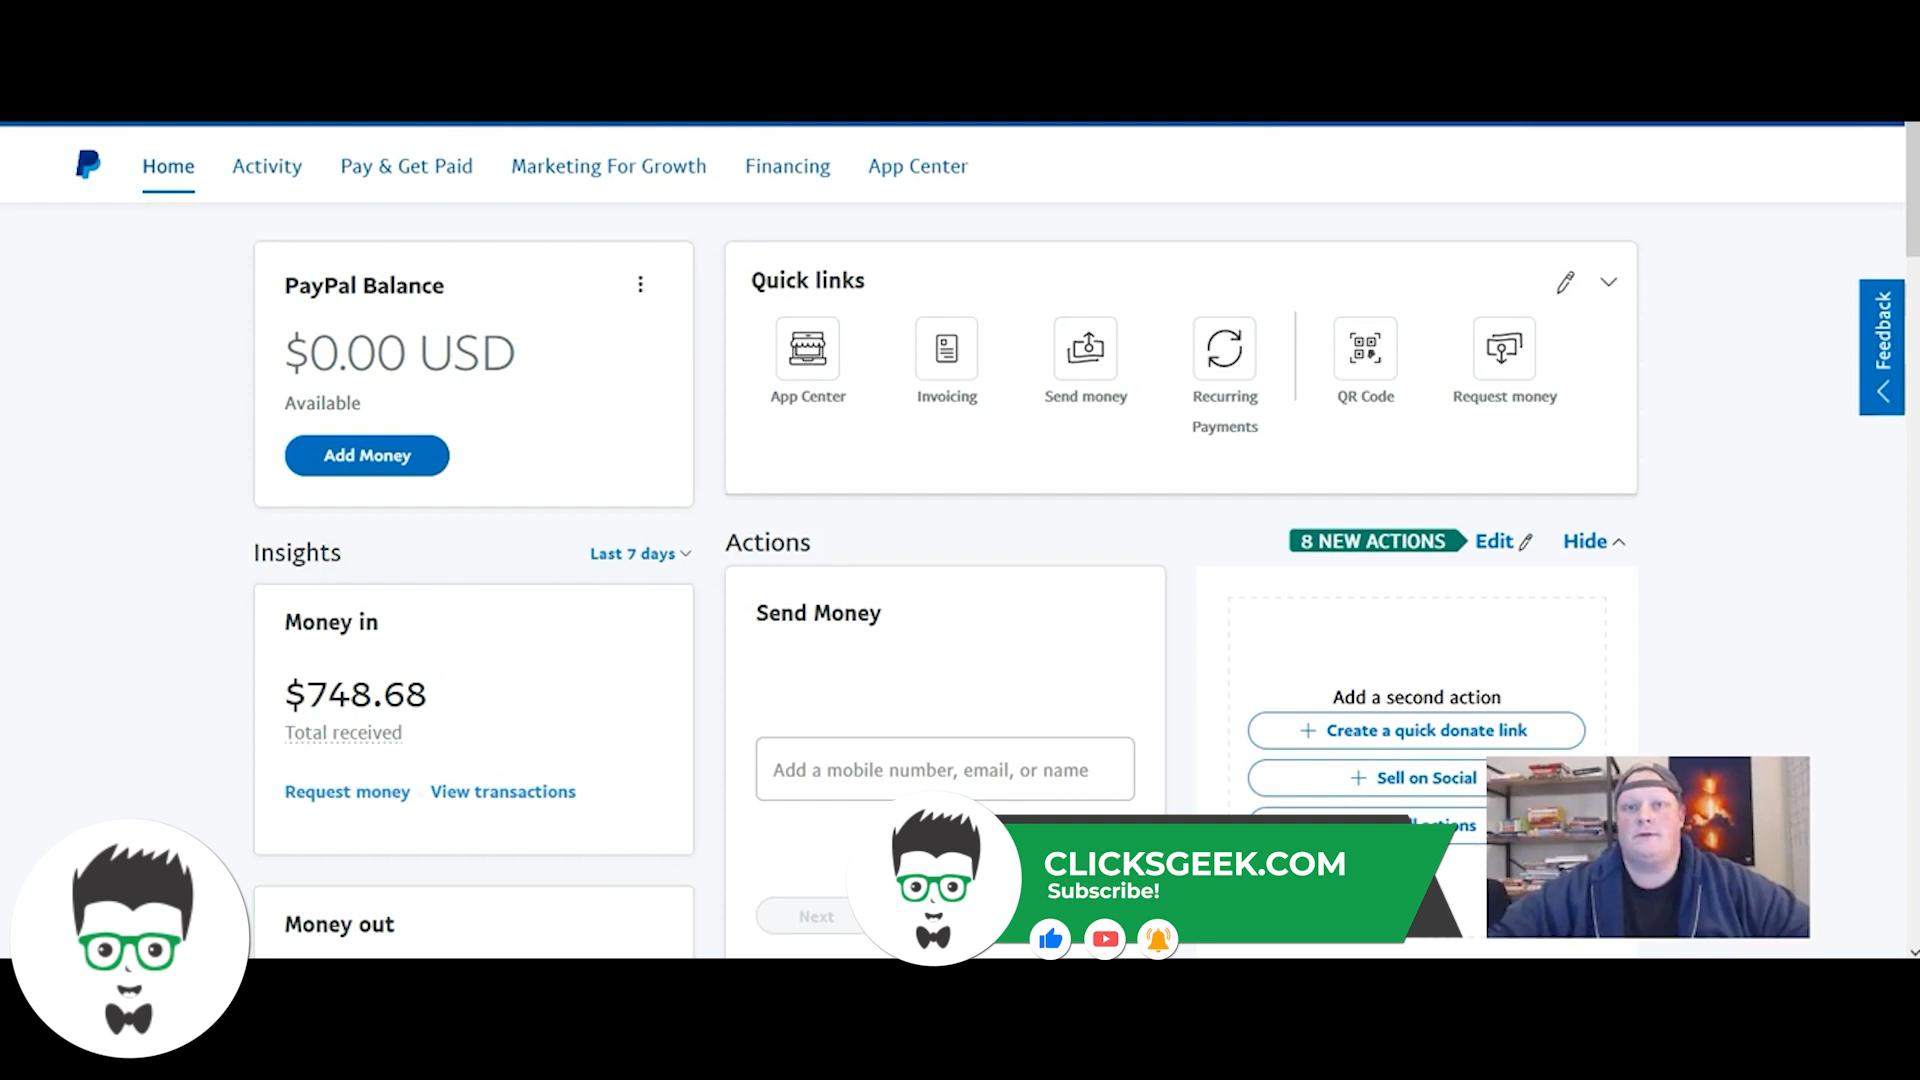 Home
Activity
Pay & Get Paid
Marketing For Growth
Financing
App Center
PayPal Balance
$0.00 USD
Available
Add Money
Quick links
App Center
Invoicing
Send money
Recurring
Payments
QR Code
Request money
Feedback
Insights
Last 7 days
Money in
$748.68
Total received
Request money
View transactions
Money out
Actions
8 NEW ACTIONS
Edit
Hide
Send Money
Add a mobile number, email, or name
Next
Add a second action
Create a quick donate link
Sell on Social
CLICKSGEEK.COM
Subscribe!